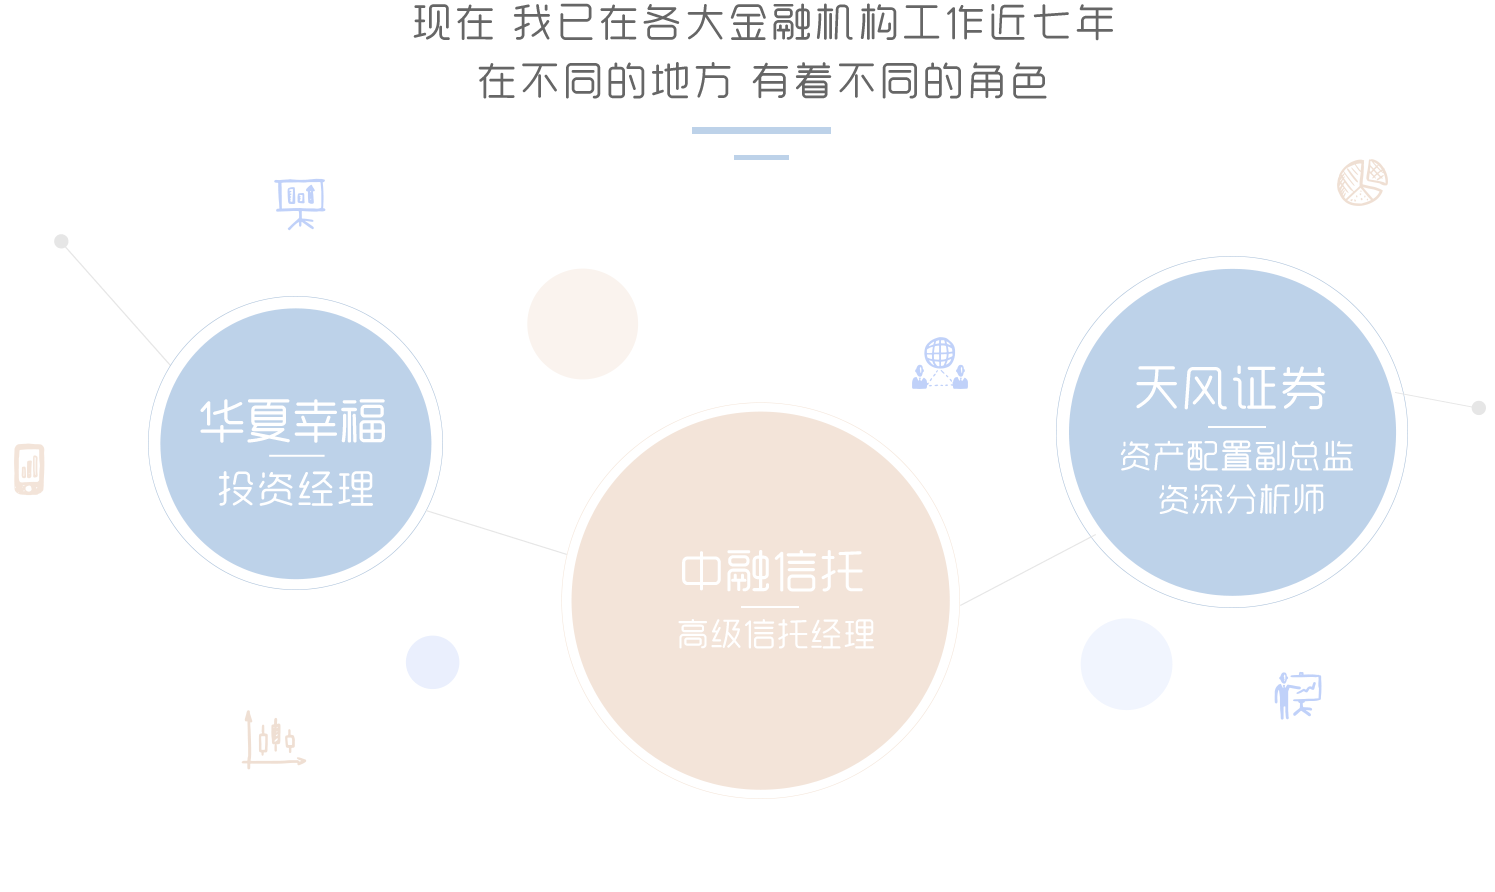 现在 我已在各大金融机构工作近七年
在不同的地方 有着不同的角色
华夏幸福
投资经理
中融信托
高级信托经理
天风证券
资产配置副总监
资深分析师